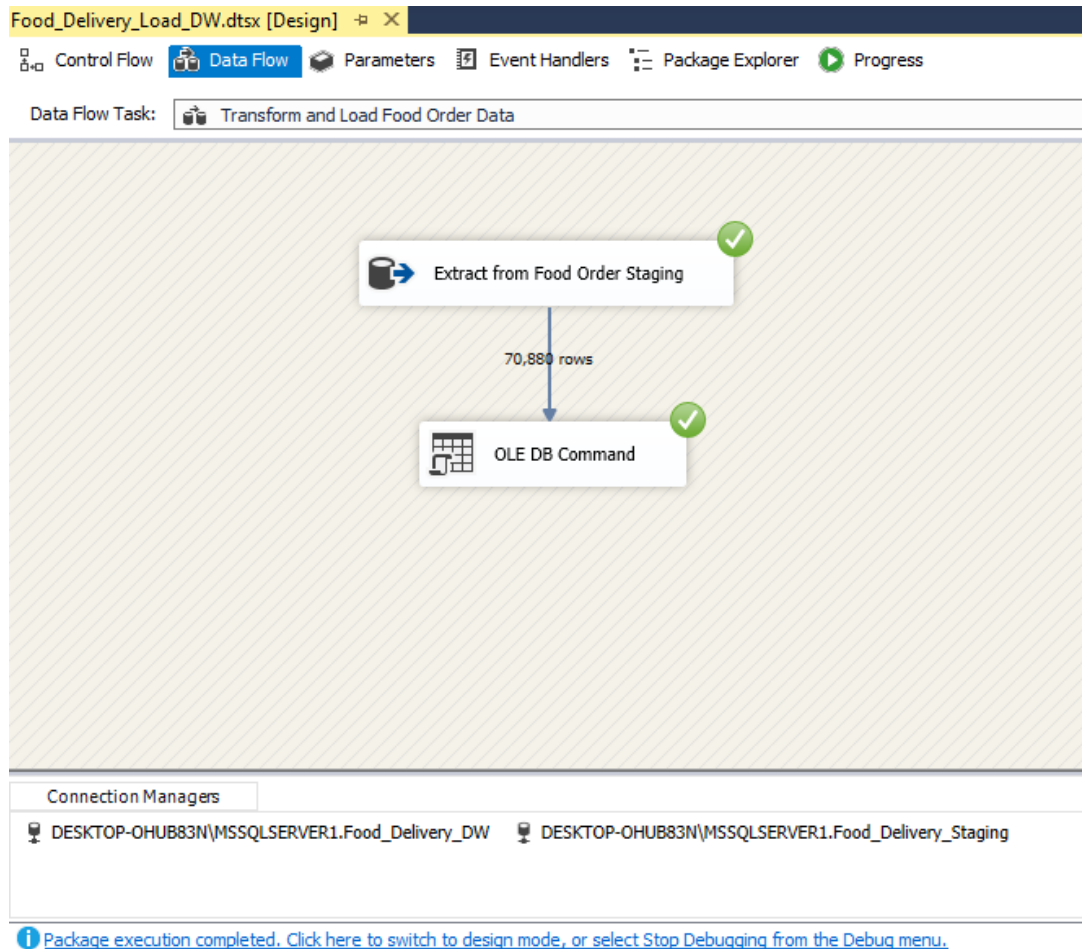 Food_Delivery_Load_DW.dtsx [Design]
Control Flow Data Flow Parameters Event Handlers Package Explorer Progress
Data Flow Task: Transform and Load Food Order Data
Extract from Food Order Staging
70,880 rows
OLE DB Command
Connection Managers
DESKTOP-OHUB83N\MSSQLSERVER1.Food_Delivery_DW DESKTOP-OHUB83N\MSSQLSERVER1.Food_Delivery_Staging
Package execution completed. Click here to switch to design mode, or select Stop Debugging from the Debug menu.